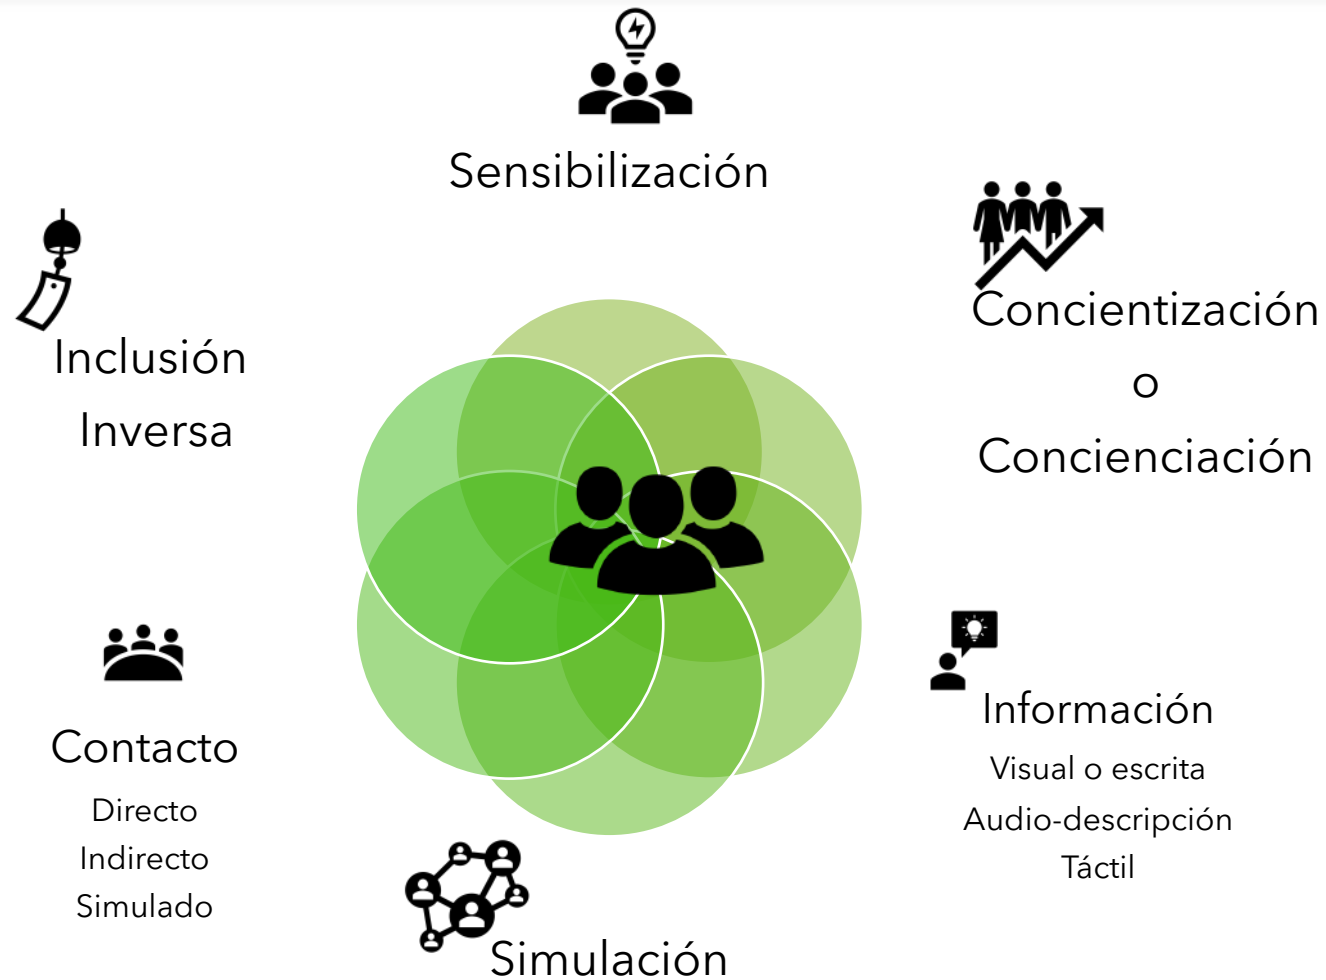 Sensibilización
Concientización
o
Concienciación
Información
Visual o escrita
Audio-descripción
Táctil
Simulación
Contacto
Directo
Indirecto
Simulado
Inclusión
Inversa